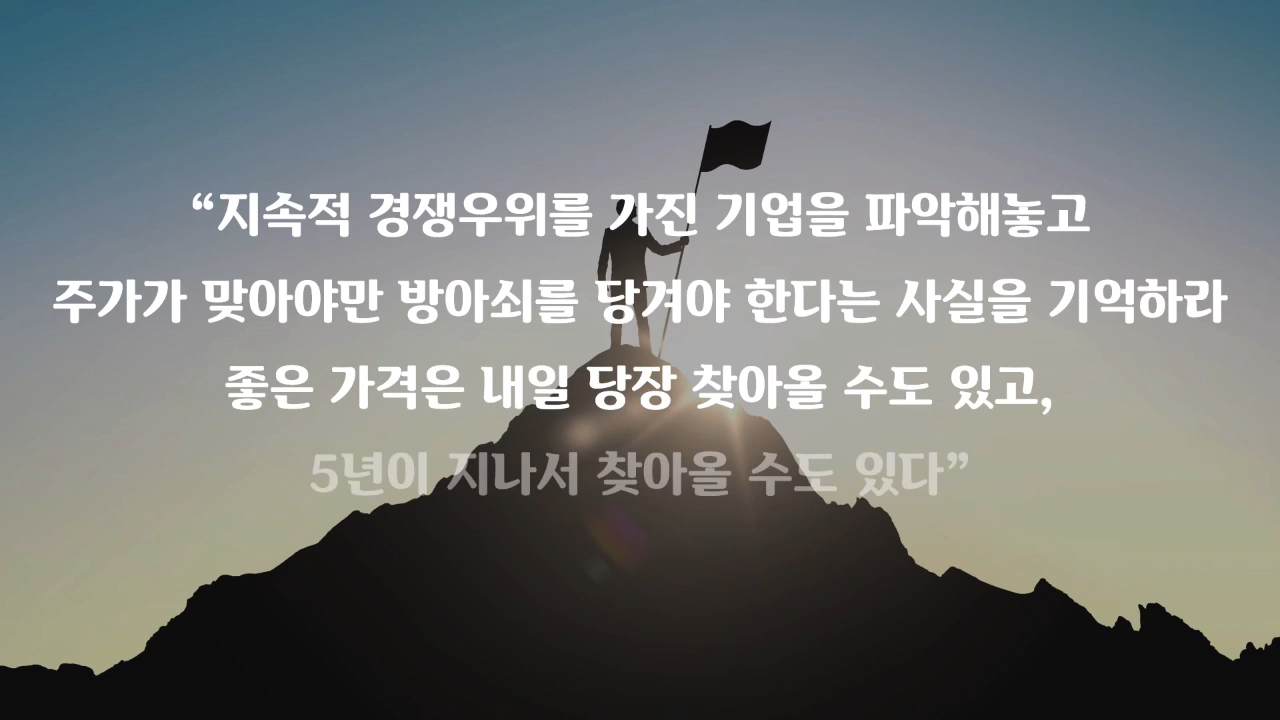 “지속적 경쟁우위를 가진 기업을 파악해놓고
주가가 맞아야만 방아쇠를 당겨야 한다는 사실을 기억하라
좋은 가격은 내일 당장 찾아올 수도 있고,
5년이 지나서 찾아올 수도 있다”